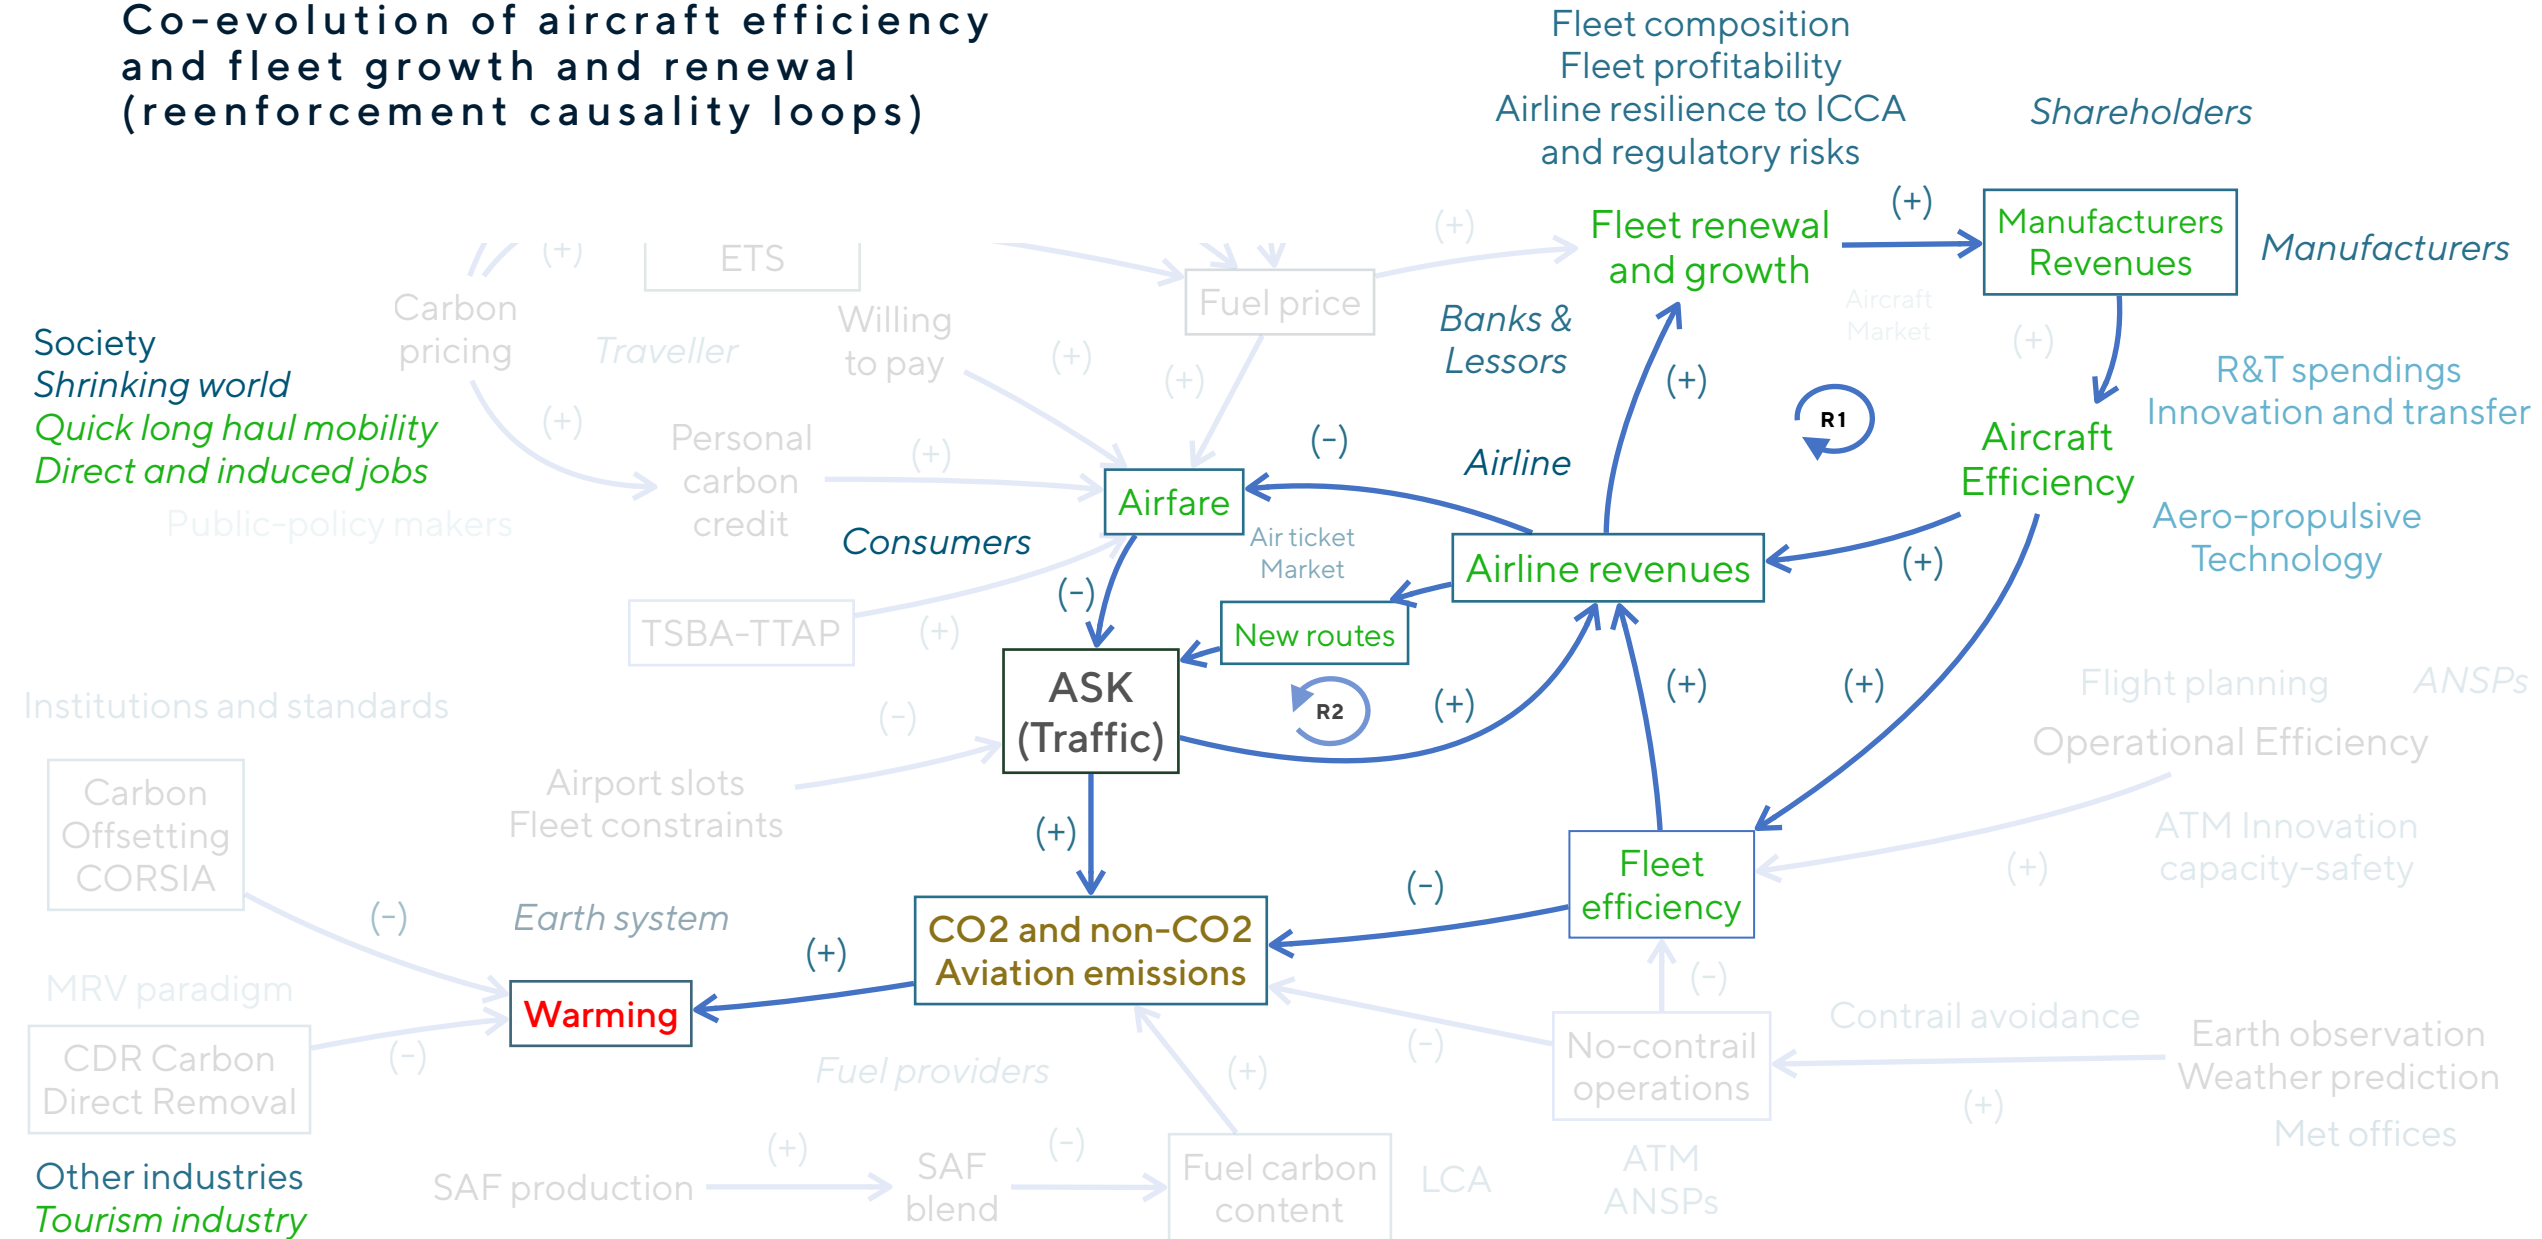 Co-evolution of aircraft efficiency
and fleet growth and renewal
(reenforcement causality loops)
Fleet composition
Fleet profitability
Airline resilience to ICCA
and regulatory risks
Shareholders
(+)
Fleet renewal
and growth
(+)
Manufacturers
Revenues
Manufacturers
(+)
ETS
Carbon
pricing
Traveller
Willing
to pay
(+)
Fuel price
(+)
Banks &
Lessors
(+)
Aircraft
Market
(+)
Society
Shrinking world
Quick long haul mobility
Direct and induced jobs
Public-policy makers
(+)
Personal
carbon
credit
(+)
R&T spendings
Innovation and transfer
R1
Aircraft
Efficiency
Aero-propulsive
Technology
(-)
Airline
Airfare
Consumers
Air ticket
Market
Airline revenues
(+)
(-)
New routes
TSBA-TTAP
(+)
ASK
(Traffic)
R2
(+)
(+)
(+)
Flight planning
ANSPs
Operational Efficiency
Institutions and standards
(-)
Carbon
Offsetting
CORSIA
Airport slots
Fleet constraints
(+)
Fleet
efficiency
(+)
ATM Innovation
capacity-safety
(-)
Earth system
(+)
CO2 and non-CO2
Aviation emissions
(-)
MRV paradigm
Warming
(-)
CDR Carbon
Direct Removal
(-)
Fuel providers
(+)
(-)
No-contrail
operations
Contrail avoidance
(+)
Earth observation
Weather prediction
Met offices
Other industries
Tourism industry
SAF production
(+)
SAF
blend
(-)
Fuel carbon
content
LCA
ATM
ANSPs